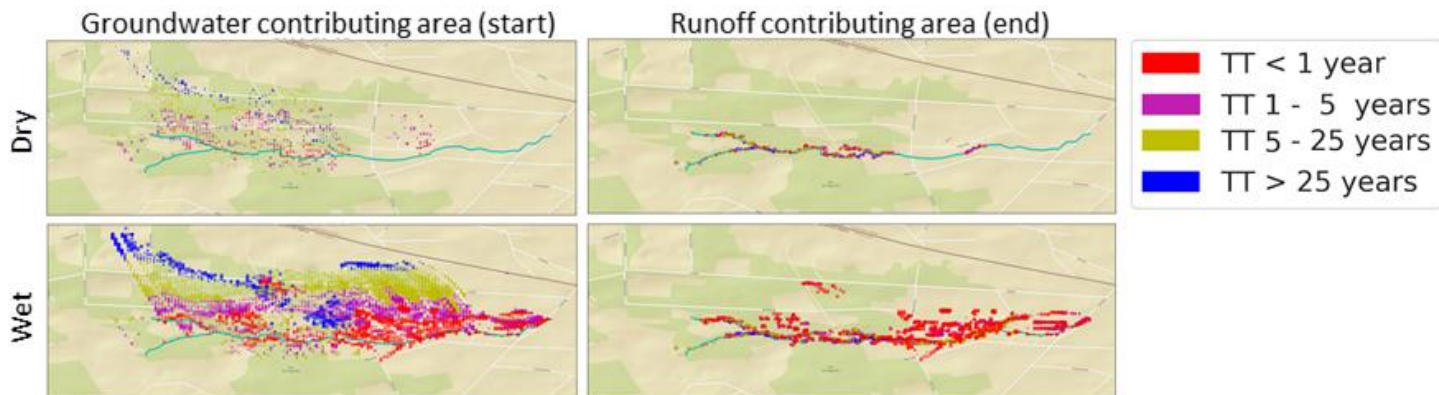 Groundwater contributing area (start)
Runoff contributing area (end)
Dry
TT < 1 year
TT 1 - 5 years
TT 5 - 25 years
TT > 25 years
Wet